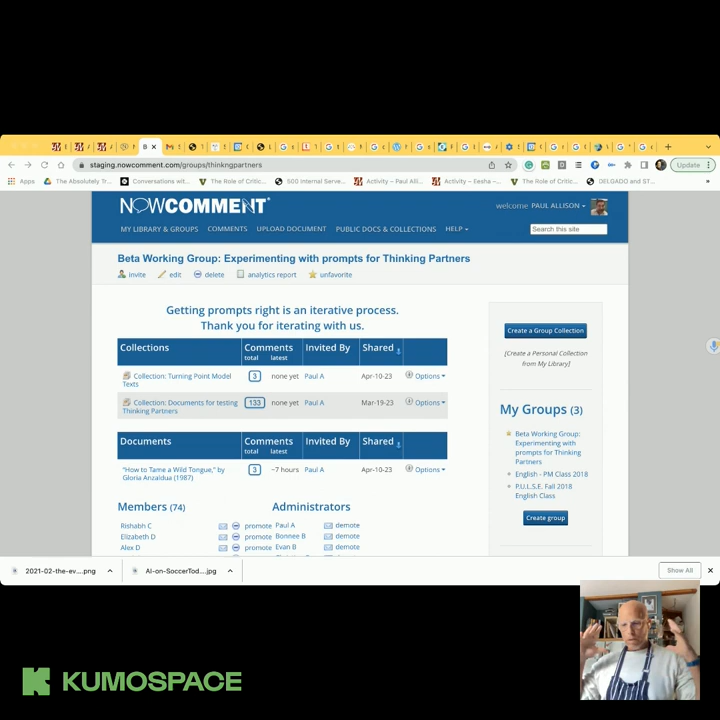 Update
staging.nowcomment.com/groups/thinkngpartners
Apps
The Absolutely Tr...
Conversations wit...
The Role of Critic...
500 Internal Serve...
Activity – Paul Alli...
Activity – Eesha –...
The Role of Critic...
DELGADO and ST...
NOWCOMMENT®
welcome PAUL ALLISON
MY LIBRARY & GROUPS COMMENTS UPLOAD DOCUMENT PUBLIC DOCS & COLLECTIONS HELP
Search this site
Beta Working Group: Experimenting with prompts for Thinking Partners
invite edit delete analytics report unfavorite
Getting prompts right is an iterative process.
Thank you for iterating with us.
Collections Comments Invited By Shared
total latest
Collection: Turning Point Model Texts 3 none yet Paul A Apr-10-23 Options
Collection: Documents for testing Thinking Partners 133 none yet Paul A Mar-19-23 Options
Documents Comments Invited By Shared
total latest
"How to Tame a Wild Tongue," by Gloria Anzaldua (1987) 3 ~7 hours Paul A Apr-10-23 Options
Members (74) Administrators
Rishabh C promote Paul A demote
Elizabeth D promote Bonnee B demote
Alex D promote Evan B demote
Create a Group Collection
[Create a Personal Collection
from My Library]
My Groups (3)
Beta Working Group:
Experimenting with
prompts for Thinking
Partners
English - PM Class 2018
P.U.L.S.E. Fall 2018
English Class
Create group
2021-02-the-ev....png
AI-on-SoccerTod....jpg
Show All
KUMOSPACE